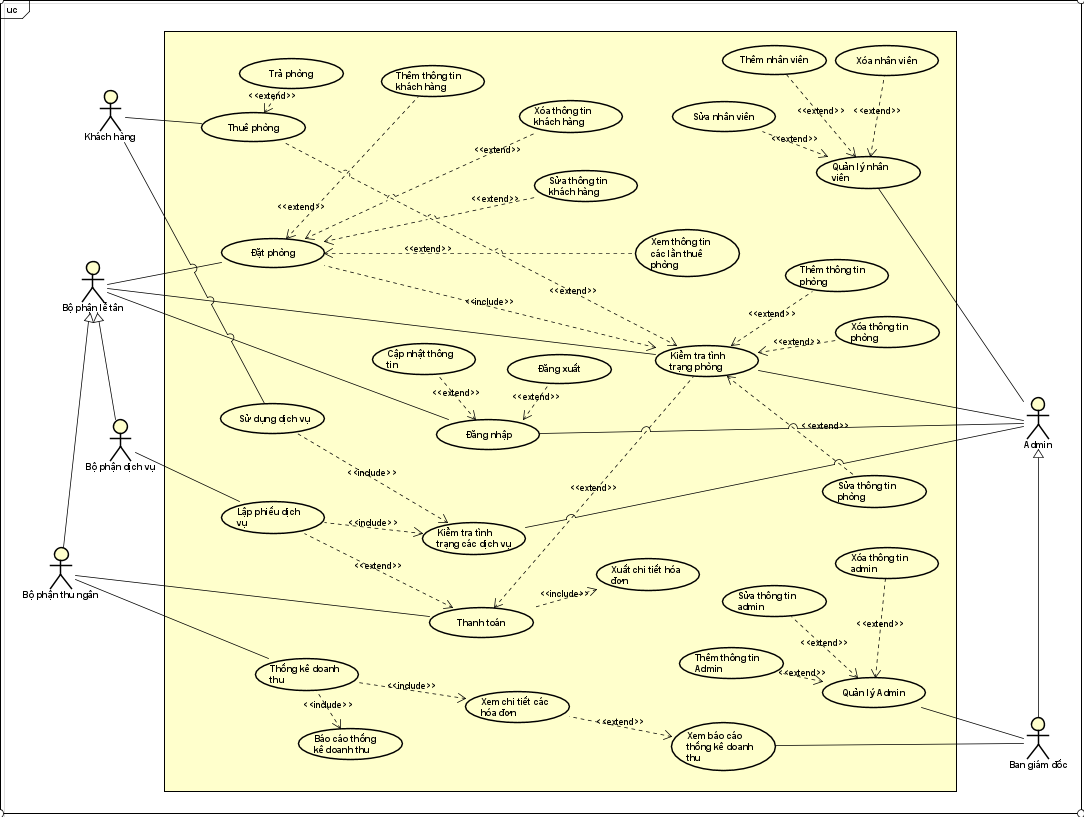 uc
Trả phòng
<<extend>>
Thuê phòng
Khách hàng
Thêm thông tin
khách hàng
Xóa thông tin
khách hàng
<<extend>>
Sửa thông tin
khách hàng
<<extend>>
<<extend>>
Thêm nhân viên
Xóa nhân viên
Sửa nhân viên
<<extend>>
<<extend>>
<<extend>>
Quản lý nhân
viên
Đặt phòng
<<extend>>
Xem thông tin
các lần thuê
phòng
Bộ phận lễ tân
<<include>>
<<extend>>
Thêm thông tin
phòng
<<extend>>
Xóa thông tin
phòng
<<extend>>
Kiểm tra tình
trạng phòng
Cập nhật thông
tin
Đăng xuất
<<extend>>
<<extend>>
Đăng nhập
Sử dụng dịch vụ
<<extend>>
Admin
Bộ phận dịch vụ
<<include>>
<<extend>>
Sửa thông tin
phòng
Lập phiếu dịch
vụ
<<include>>
Kiểm tra tình
trạng các dịch vụ
<<extend>>
Bộ phận thu ngân
Xuất chi tiết hóa
đơn
<<include>>
Thanh toán
Xóa thông tin
admin
Sửa thông tin
admin
<<extend>>
<<extend>>
Thêm thông tin
Admin
<<extend>>
Quản lý Admin
Thống kê doanh
thu
<<include>>
<<include>>
Xem chi tiết các
hóa đơn
<<extend>>
Báo cáo thống
kê doanh thu
Xem báo cáo
thống kê doanh
thu
Ban giám đốc